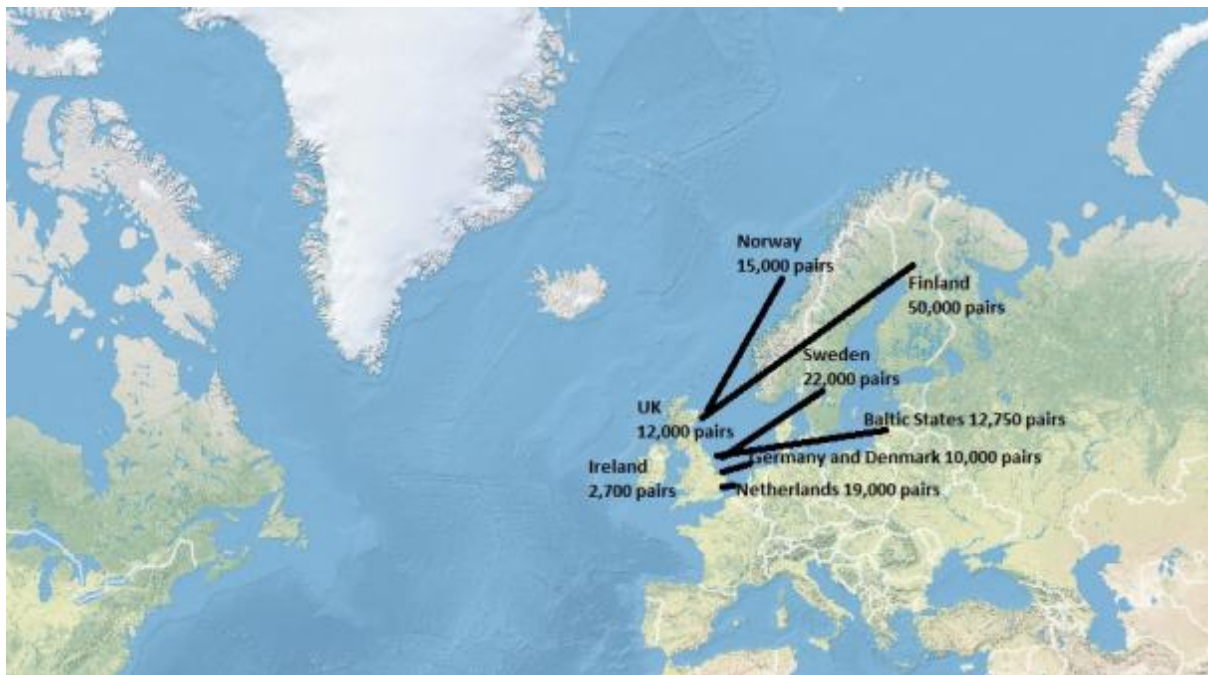 Norway
15,000 pairs
Finland
50,000 pairs
Sweden
22,000 pairs
UK
12,000 pairs
Baltic States 12,750 pairs
Germany and Denmark 10,000 pairs
Ireland
2,700 pairs
Netherlands 19,000 pairs